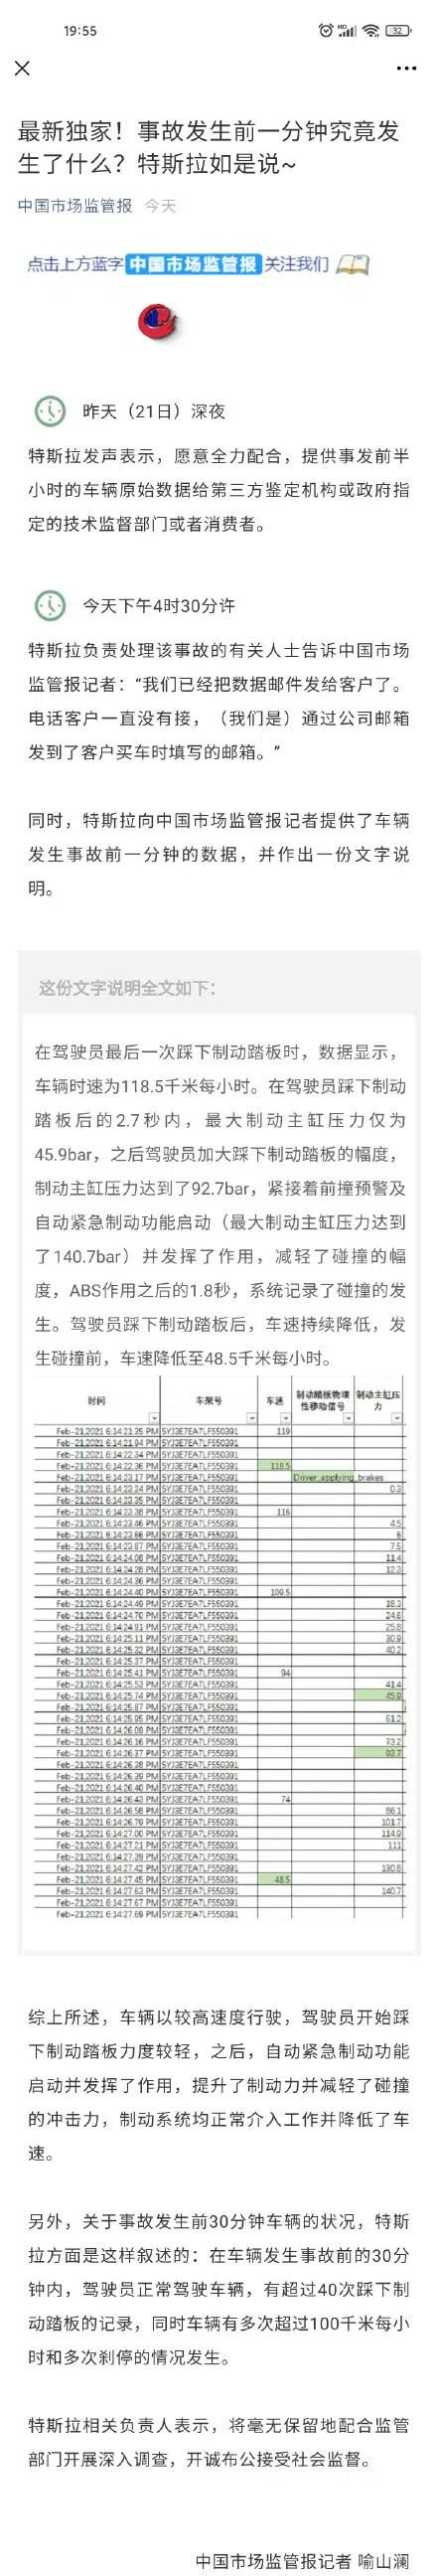 19:55
HD
32
最新独家！事故发生前一分钟究竟发
生了什么？特斯拉如是说~
中国市场监管报 今天
点击上方蓝字 中国市场监管报 关注我们
昨天（21日）深夜
特斯拉发声表示，愿意全力配合，提供事发前半
小时的车辆原始数据给第三方鉴定机构或政府指
定的技术监督部门或者消费者。
今天下午4时30分许
特斯拉负责处理该事故的有关人士告诉中国市场
监管报记者：“我们已经把数据邮件发给客户了。
电话客户一直没有接，（我们是）通过公司邮箱
发到了客户买车时填写的邮箱。”
同时，特斯拉向中国市场监管报记者提供了车辆
发生事故前一分钟的数据，并作出一份文字说
明。
这份文字说明全文如下：
在驾驶员最后一次踩下制动踏板时，数据显示，
车辆时速为118.5千米每小时。在驾驶员踩下制动
踏板后的2.7秒内，最大制动主缸压力仅为
45.9bar，之后驾驶员加大踩下制动踏板的幅度，
制动主缸压力达到了92.7bar，紧接着前撞预警及
自动紧急制动功能启动（最大制动主缸压力达到
了140.7bar）并发挥了作用，减轻了碰撞的幅
度，ABS作用之后的1.8秒，系统记录了碰撞的发
生。驾驶员踩下制动踏板后，车速持续降低，发
生碰撞前，车速降低至48.5千米每小时。
时间 车架号 车速 制动踏板物理性移动信号 制动主缸压力
Feb-21,2021 6:14:21.35 PM 5YJ3E7EA7LF550391 119
Feb-21,2021 6:14:21.94 PM 5YJ3E7EA7LF550391
Feb-21,2021 6:14:22.34 PM 5YJ3E7EA7LF550391
Feb-21,2021 6:14:22.36 PM 5YJ3E7EA7LF550391 118.5
Feb-21,2021 6:14:23.17 PM 5YJ3E7EA7LF550391 Driver_applying_brakes
Feb-21,2021 6:14:23.24 PM 5YJ3E7EA7LF550391 0.3
Feb-21,2021 6:14:23.35 PM 5YJ3E7EA7LF550391
Feb-21,2021 6:14:23.38 PM 5YJ3E7EA7LF550391 116
Feb-21,2021 6:14:23.46 PM 5YJ3E7EA7LF550391 4.5
Feb-21,2021 6:14:23.66 PM 5YJ3E7EA7LF550391 6
Feb-21,2021 6:14:23.87 PM 5YJ3E7EA7LF550391 7.5
Feb-21,2021 6:14:24.08 PM 5YJ3E7EA7LF550391 11.4
Feb-21,2021 6:14:24.28 PM 5YJ3E7EA7LF550391 12.3
Feb-21,2021 6:14:24.36 PM 5YJ3E7EA7LF550391
Feb-21,2021 6:14:24.40 PM 5YJ3E7EA7LF550391 109.5
Feb-21,2021 6:14:24.49 PM 5YJ3E7EA7LF550391 18.3
Feb-21,2021 6:14:24.70 PM 5YJ3E7EA7LF550391 24.6
Feb-21,2021 6:14:24.91 PM 5YJ3E7EA7LF550391 25.8
Feb-21,2021 6:14:25.11 PM 5YJ3E7EA7LF550391 30.9
Feb-21,2021 6:14:25.32 PM 5YJ3E7EA7LF550391 40.2
Feb-21,2021 6:14:25.37 PM 5YJ3E7EA7LF550391
Feb-21,2021 6:14:25.41 PM 5YJ3E7EA7LF550391 94
Feb-21,2021 6:14:25.53 PM 5YJ3E7EA7LF550391 41.4
Feb-21,2021 6:14:25.74 PM 5YJ3E7EA7LF550391 45.9
Feb-21,2021 6:14:25.87 PM 5YJ3E7EA7LF550391
Feb-21,2021 6:14:25.95 PM 5YJ3E7EA7LF550391 61.2
Feb-21,2021 6:14:26.09 PM 5YJ3E7EA7LF550391
Feb-21,2021 6:14:26.16 PM 5YJ3E7EA7LF550391 73.2
Feb-21,2021 6:14:26.37 PM 5YJ3E7EA7LF550391 92.7
Feb-21,2021 6:14:26.38 PM 5YJ3E7EA7LF550391
Feb-21,2021 6:14:26.39 PM 5YJ3E7EA7LF550391
Feb-21,2021 6:14:26.40 PM 5YJ3E7EA7LF550391
Feb-21,2021 6:14:26.43 PM 5YJ3E7EA7LF550391 74
Feb-21,2021 6:14:26.58 PM 5YJ3E7EA7LF550391 86.1
Feb-21,2021 6:14:26.79 PM 5YJ3E7EA7LF550391 101.7
Feb-21,2021 6:14:27.00 PM 5YJ3E7EA7LF550391 114.9
Feb-21,2021 6:14:27.21 PM 5YJ3E7EA7LF550391 111
Feb-21,2021 6:14:27.39 PM 5YJ3E7EA7LF550391
Feb-21,2021 6:14:27.42 PM 5YJ3E7EA7LF550391 130.8
Feb-21,2021 6:14:27.45 PM 5YJ3E7EA7LF550391 48.5
Feb-21,2021 6:14:27.63 PM 5YJ3E7EA7LF550391 140.7
Feb-21,2021 6:14:27.67 PM 5YJ3E7EA7LF550391
Feb-21,2021 6:14:27.69 PM 5YJ3E7EA7LF550391
综上所述，车辆以较高速度行驶，驾驶员开始踩
下制动踏板力度较轻，之后，自动紧急制动功能
启动并发挥了作用，提升了制动力并减轻了碰撞
的冲击力，制动系统均正常介入工作并降低了车
速。
另外，关于事故发生前30分钟车辆的状况，特斯
拉方面是这样叙述的：在车辆发生事故前的30分
钟内，驾驶员正常驾驶车辆，有超过40次踩下制
动踏板的记录，同时车辆有多次超过100千米每小
时和多次刹停的情况发生。
特斯拉相关负责人表示，将毫无保留地配合监管
部门开展深入调查，开诚布公接受社会监督。
中国市场监管报记者 喻山澜